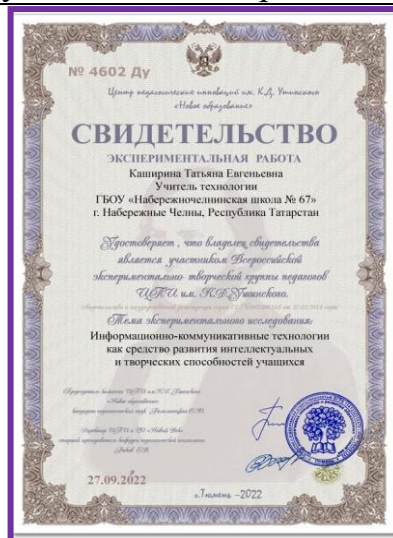 № 4602 Ду
Центр педагогических инноваций им. К.Д. Ушинского
«Новое образование»
СВИДЕТЕЛЬСТВО
ЭКСПЕРИМЕНТАЛЬНАЯ РАБОТА
Каширина Татьяна Евгеньевна
Учитель технологии
ГБОУ «Набережночелнинская школа № 67»
г. Набережные Челны, Республика Татарстан
Удостоверяет, что владелец свидетельства
является участником Всероссийской
экспериментально-творческой группы педагогов
ЦПИ им. К.Д.Ушинского.
Тема экспериментального исследования:
Информационно-коммуникативные технологии
как средство развития интеллектуальных
и творческих способностей учащихся
«Новое образование»
27.09.2022
г.Тюмень -2022